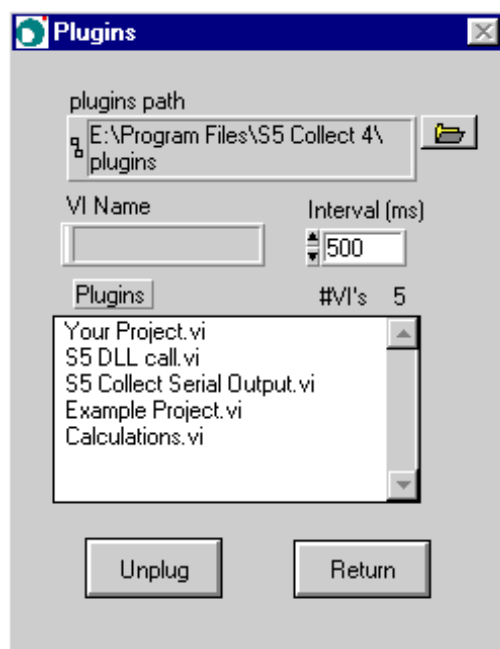 Plugins
plugins path
E:\Program Files\S5 Collect 4\
plugins
VI Name
Interval (ms)
500
Plugins
#VI's 5
Your Project.vi
S5 DLL call.vi
S5 Collect Serial Output.vi
Example Project.vi
Calculations.vi
Unplug
Return